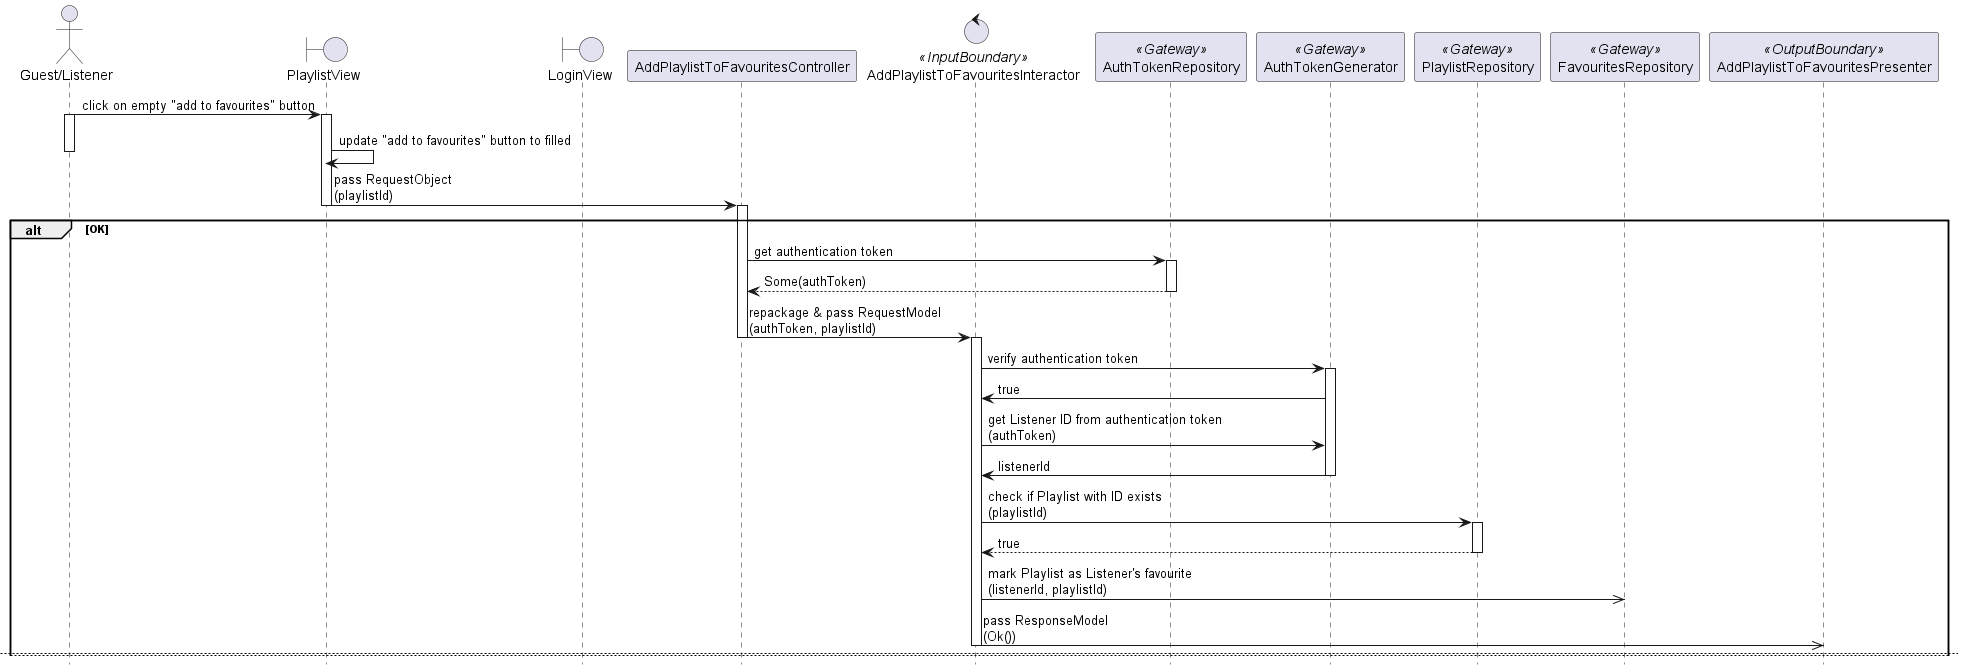 Guest/Listener
PlaylistView
LoginView
AddPlaylistToFavouritesController
«InputBoundary»
AddPlaylistToFavouritesInteractor
«Gateway»
AuthTokenRepository
«Gateway»
AuthTokenGenerator
«Gateway»
PlaylistRepository
«Gateway»
FavouritesRepository
«OutputBoundary»
AddPlaylistToFavouritesPresenter
click on empty "add to favourites" button
update "add to favourites" button to filled
pass RequestObject
(playlistId)
alt [OK]
get authentication token
Some(authToken)
repackage & pass RequestModel
(authToken, playlistId)
verify authentication token
true
get Listener ID from authentication token
(authToken)
listenerId
check if Playlist with ID exists
(playlistId)
true
mark Playlist as Listener's favourite
(listenerId, playlistId)
pass ResponseModel
(Ok())